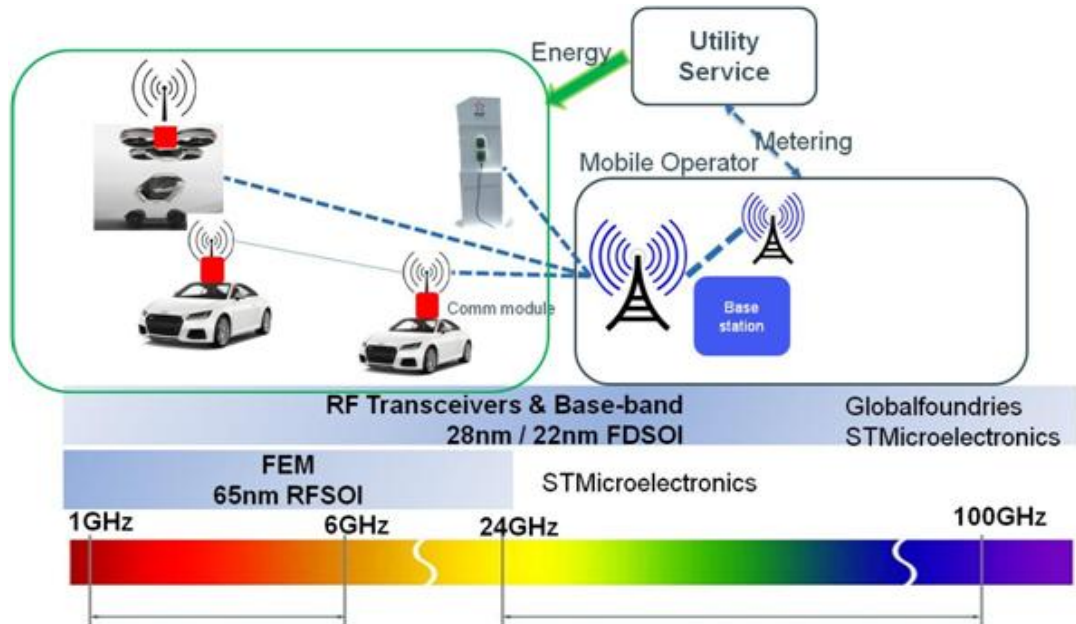 Energy
Utility
Service
Metering
Mobile Operator
Comm module
Base
station
RF Transceivers & Base-band
28nm / 22nm FDSOI
Globalfoundries
STMicroelectronics
FEM
65nm RFSOI
STMicroelectronics
1GHz
6GHz
24GHz
100GHz